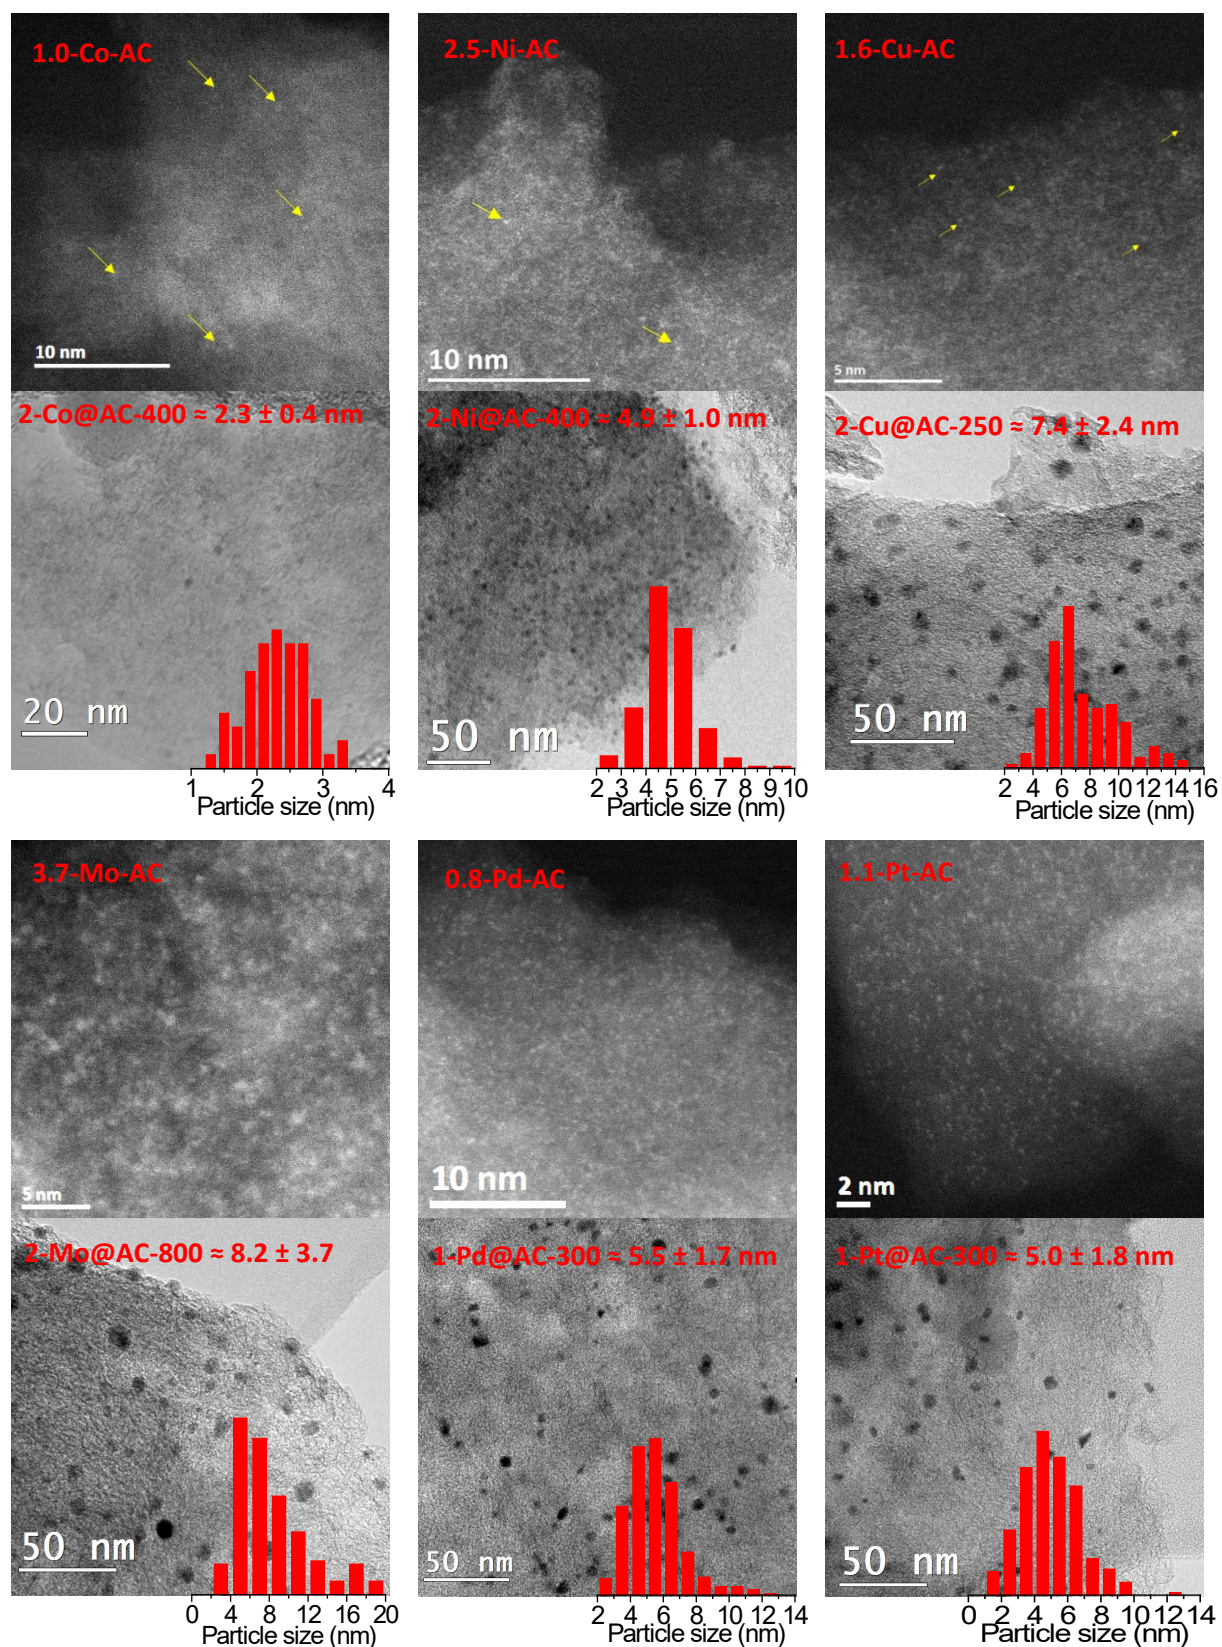 1.0-Co-AC
2.5-Ni-AC
1.6-Cu-AC
10 nm
10 nm
5 nm
2-Co@AC-400 ≈ 2.3 ± 0.4 nm
2-Ni@AC-400 ≈ 4.9 ± 1.0 nm
2-Cu@AC-250 ≈ 7.4 ± 2.4 nm
20 nm
50 nm
50 nm
1 2 3 4
2 3 4 5 6 7 8 9 10
2 4 6 8 10 12 14 16
Particle size (nm)
Particle size (nm)
Particle size (nm)
3.7-Mo-AC
0.8-Pd-AC
1.1-Pt-AC
5 nm
10 nm
2 nm
2-Mo@AC-800 ≈ 8.2 ± 3.7
1-Pd@AC-300 ≈ 5.5 ± 1.7 nm
1-Pt@AC-300 ≈ 5.0 ± 1.8 nm
50 nm
50 nm
50 nm
0 4 8 12 16 20
2 4 6 8 10 12 14
0 2 4 6 8 10 12 14
Particle size (nm)
Particle size (nm)
Particle size (nm)